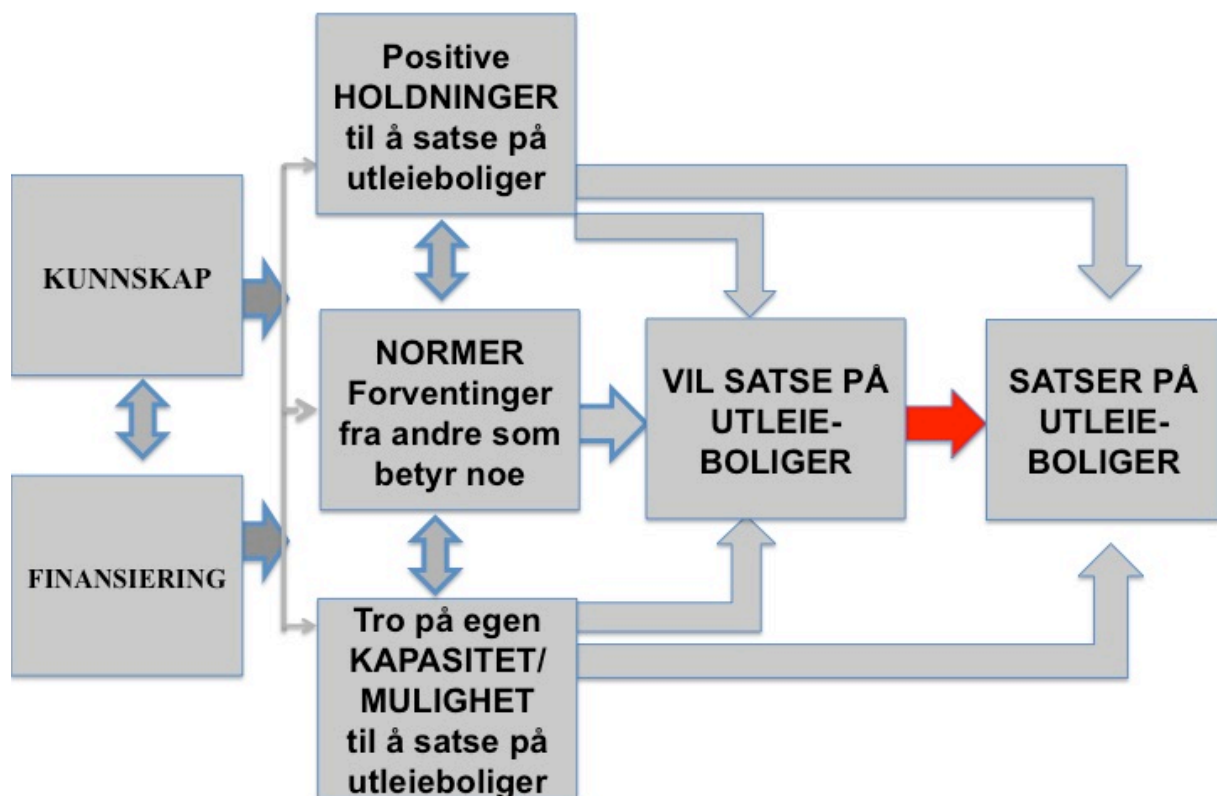 Positive
HOLDNINGER
til å satse på
utleieboliger
KUNNSKAP
NORMER
Forventinger
fra andre som
betyr noe
VIL SATSE PÅ
UTLEIE-
BOLIGER
SATSER PÅ
UTLEIE-
BOLIGER
FINANSIERING
Tro på egen
KAPASITET/
MULIGHET
til å satse på
utleieboliger